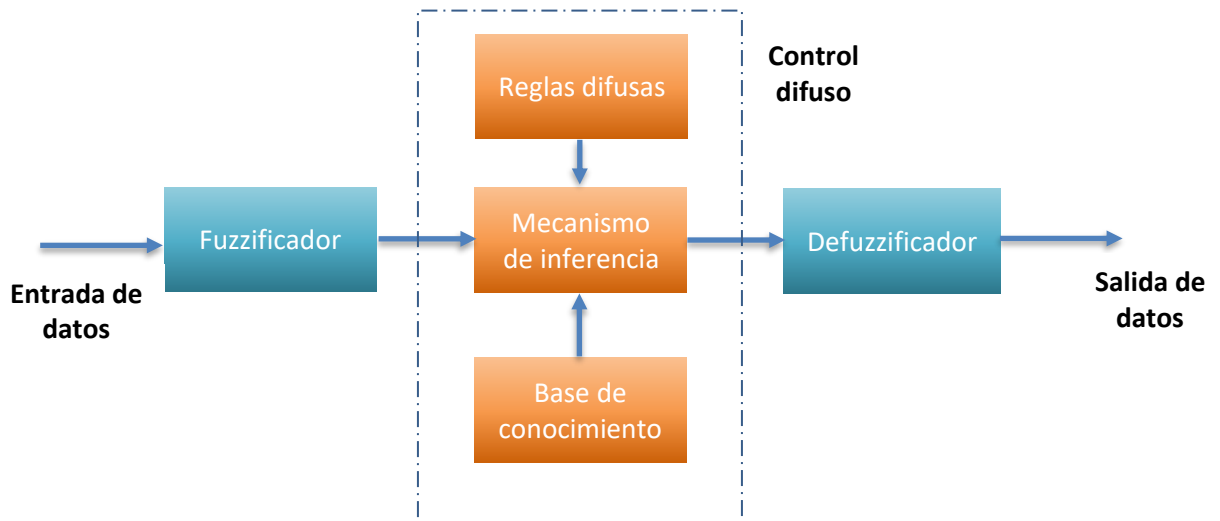 Reglas difusas
Control
difuso
Fuzzificador
Mecanismo
de inferencia
Defuzzificador
Entrada de
datos
Salida de
datos
Base de
conocimiento